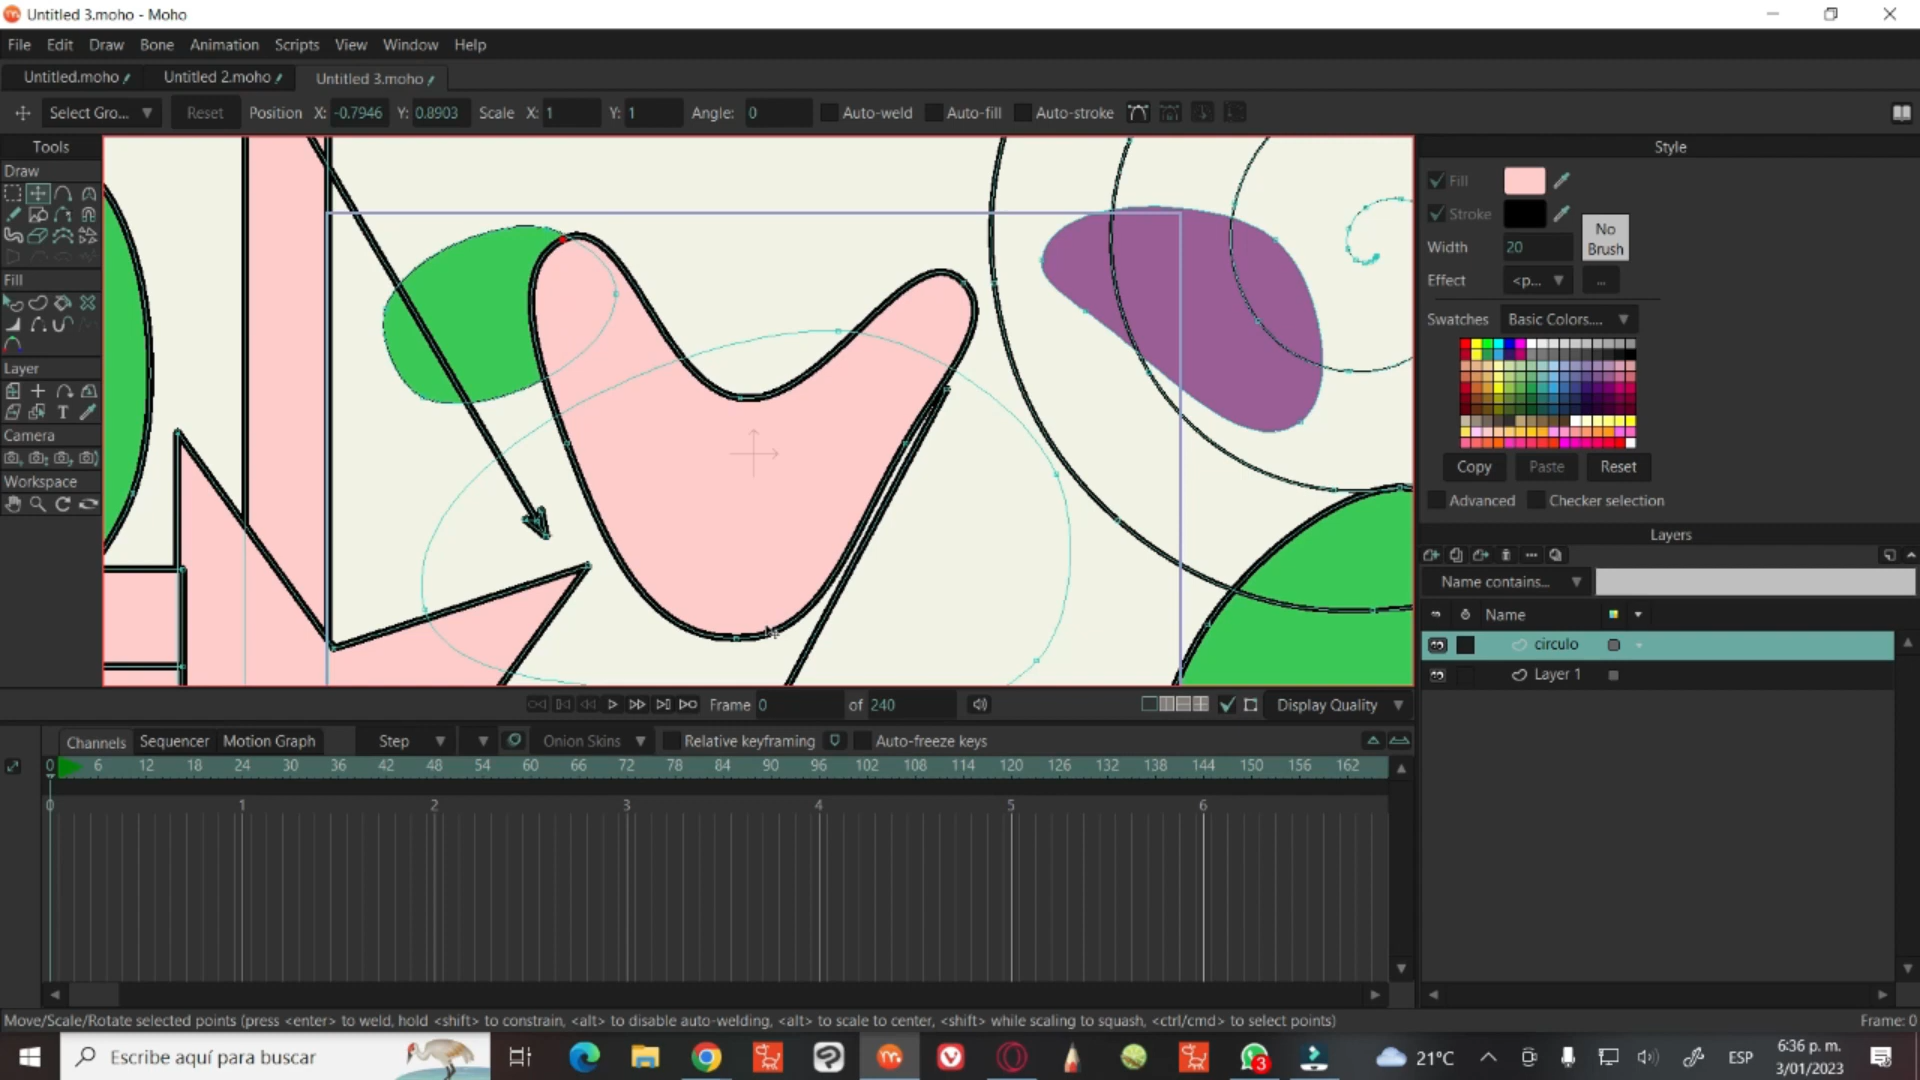 Untitled 3.moho - Moho
File Edit Draw Bone Animation Scripts View Window Help
Untitled.moho Untitled 2.moho Untitled 3.moho
Select Gro... Reset Position X: -0.7946 Y: 0.8903 Scale X: 1 Y: 1 Angle: 0 Auto-weld Auto-fill Auto-stroke
Tools
Draw
Fill
Layer
T
Camera
Workspace
Style
Fill
Stroke
No Brush
Width 20
Effect <p... ...
Swatches Basic Colors....
Copy Paste Reset
Advanced Checker selection
Layers
Name contains...
Name
circulo
Layer 1
Frame 0 of 240 Display Quality
Channels Sequencer Motion Graph Step Onion Skins Relative keyframing Auto-freeze keys
0 6 12 18 24 30 36 42 48 54 60 66 72 78 84 90 96 102 108 114 120 126 132 138 144 150 156 162
0 1 2 3 4 5 6
Move/Scale/Rotate selected points (press <enter> to weld, hold <shift> to constrain, <alt> to disable auto-welding, <alt> to scale to center, <shift> while scaling to squash, <ctrl/cmd> to select points)
Frame: 0
Escribe aquí para buscar
3
21°C
ESP
6:36 p. m.
3/01/2023